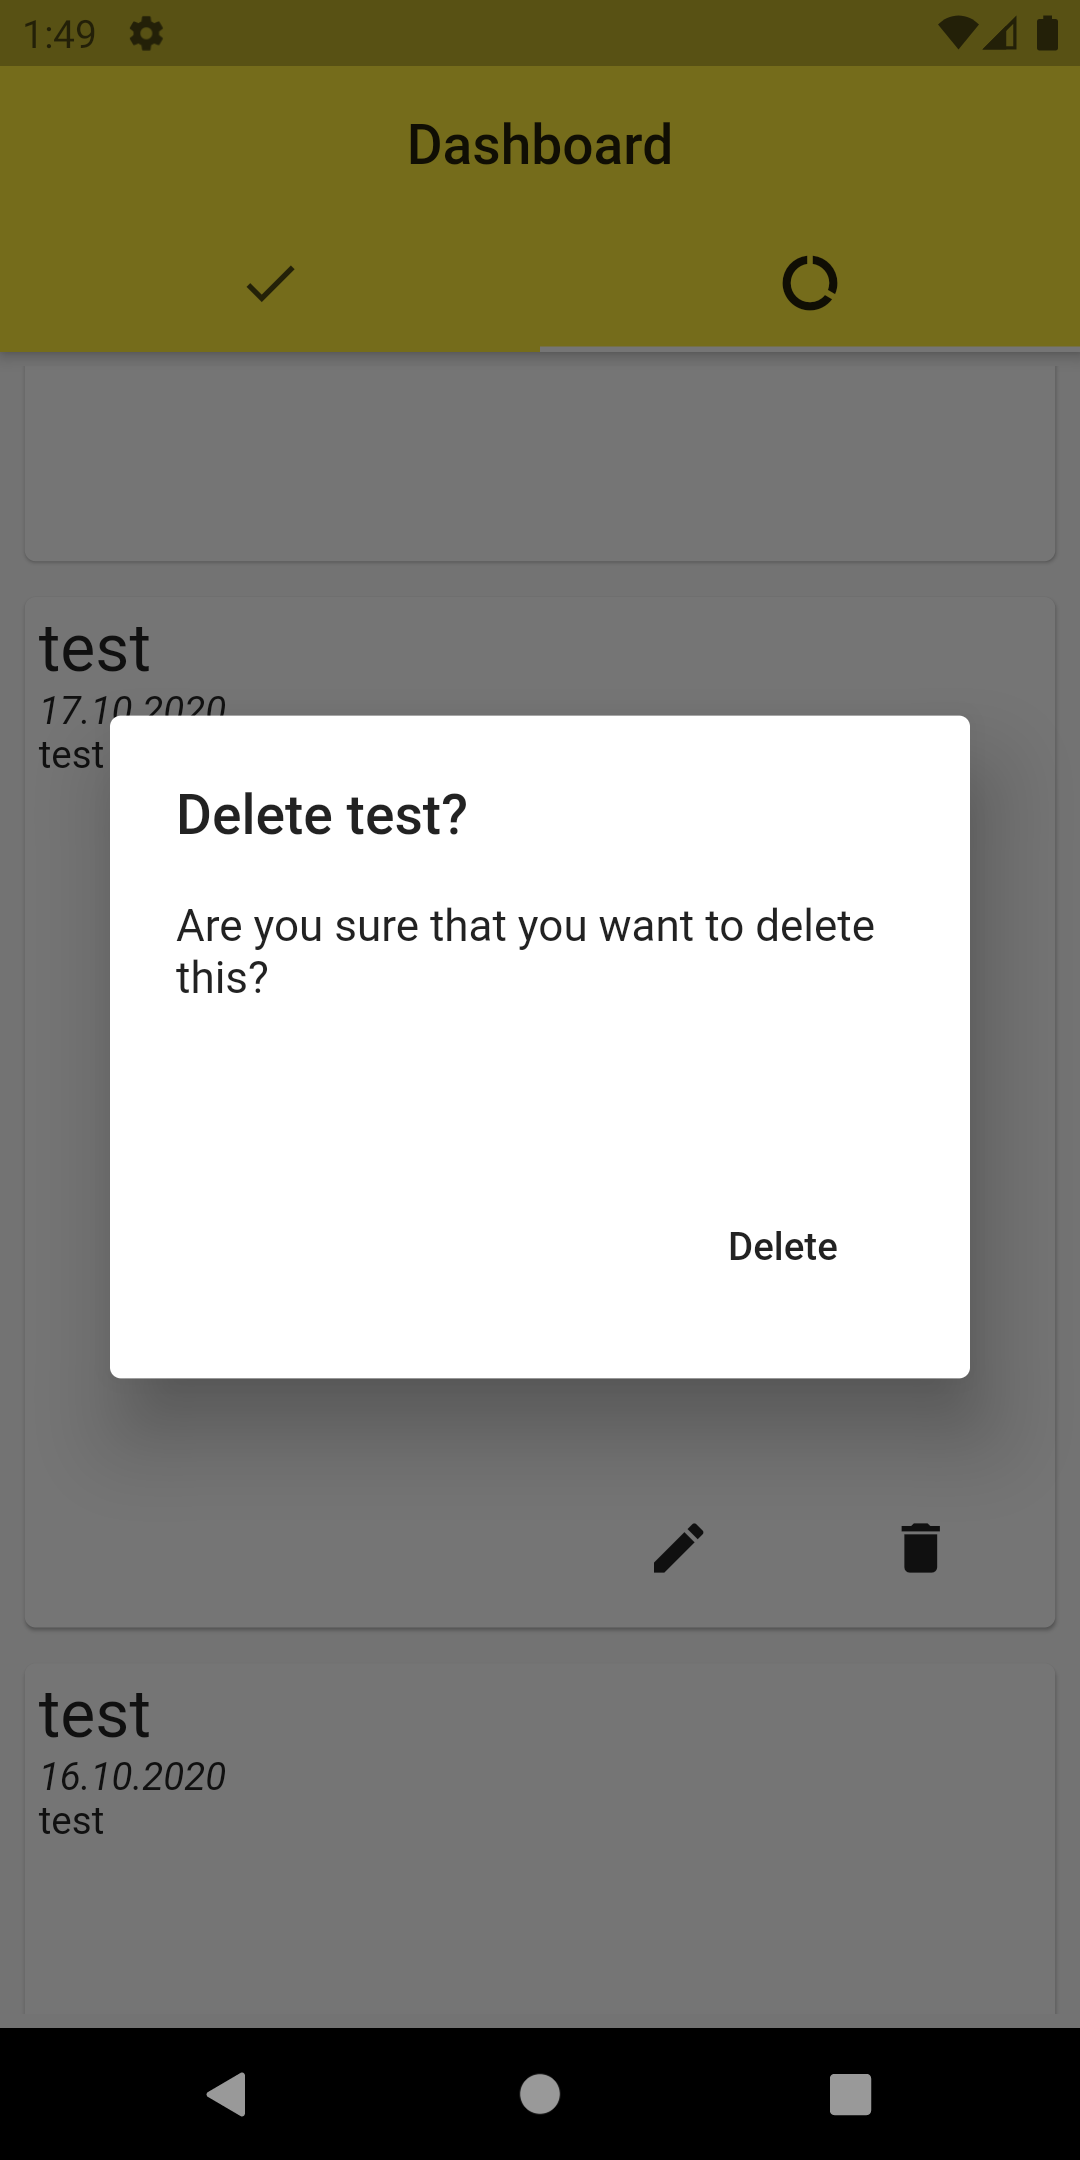 1:49
Dashboard
test
17.10.2020
test
Delete test?
Are you sure that you want to delete
this?
Delete
test
16.10.2020
test